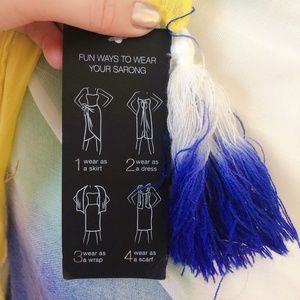 FUN WAYS TO WEAR
YOUR SARONG
1 wear as
a skirt
2 wear as
a dress
3 wear as
a wrap
4 wear as
a scarf